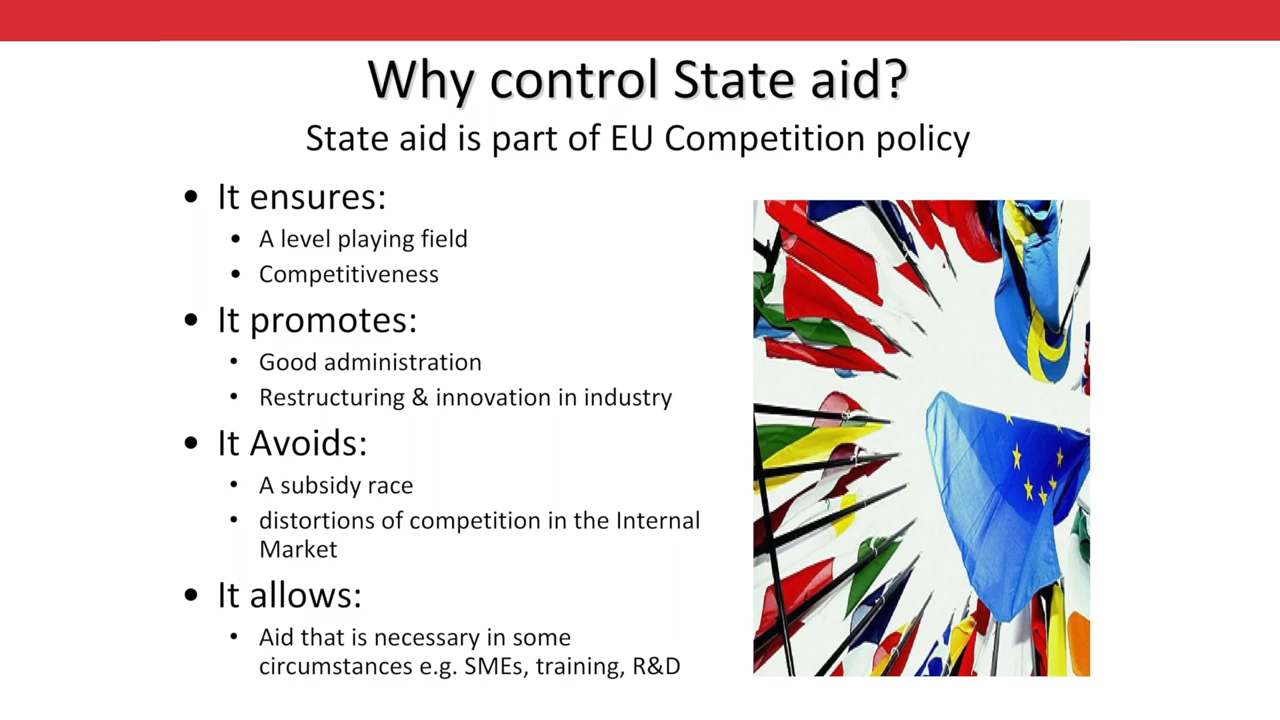 Why control State aid?
State aid is part of EU Competition policy
• It ensures:
• A level playing field
• Competitiveness
• It promotes:
• Good administration
• Restructuring & innovation in industry
• It Avoids:
• A subsidy race
• distortions of competition in the Internal
Market
• It allows:
• Aid that is necessary in some
circumstances e.g. SMEs, training, R&D